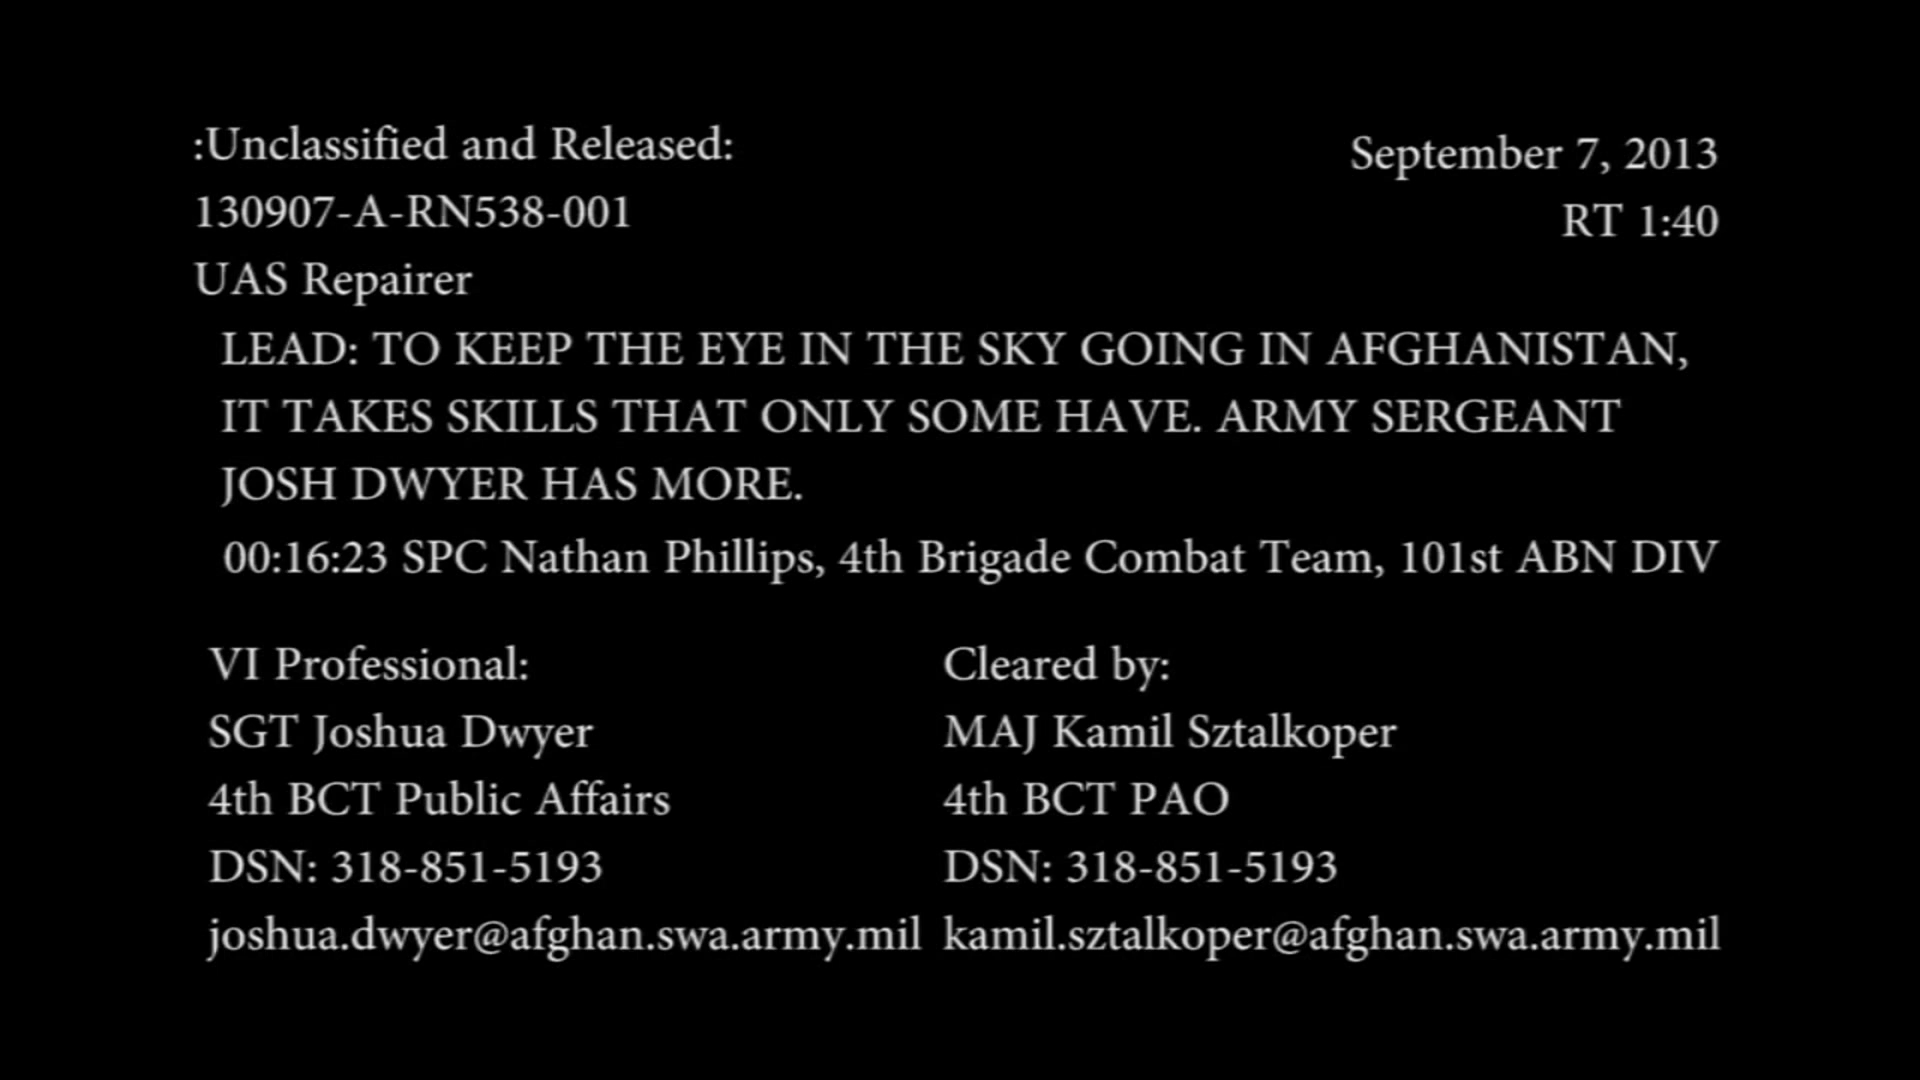 :Unclassified and Released:
September 7, 2013
130907-A-RN538-001
RT 1:40
UAS Repairer
LEAD: TO KEEP THE EYE IN THE SKY GOING IN AFGHANISTAN,
IT TAKES SKILLS THAT ONLY SOME HAVE. ARMY SERGEANT
JOSH DWYER HAS MORE.
00:16:23 SPC Nathan Phillips, 4th Brigade Combat Team, 101st ABN DIV
VI Professional:
SGT Joshua Dwyer
4th BCT Public Affairs
DSN: 318-851-5193
joshua.dwyer@afghan.swa.army.mil
Cleared by:
MAJ Kamil Sztalkoper
4th BCT PAO
DSN: 318-851-5193
kamil.sztalkoper@afghan.swa.army.mil